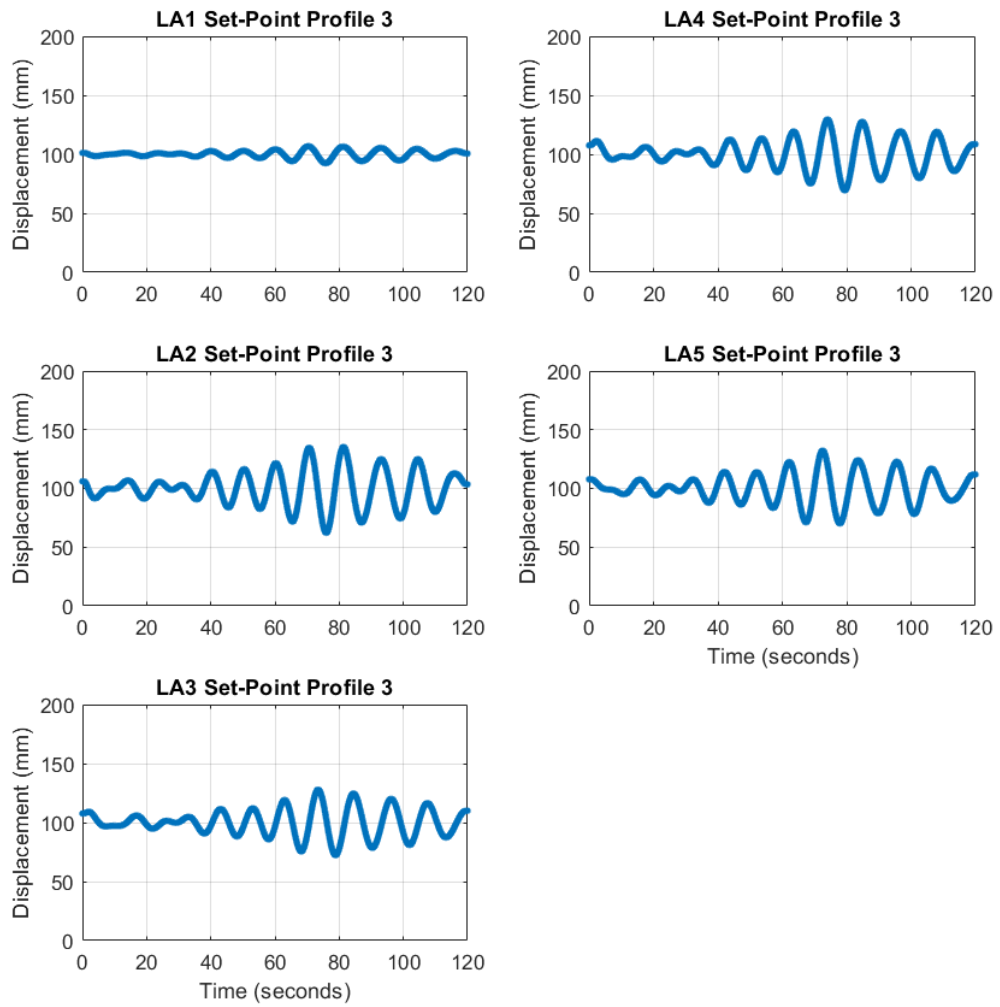 LA1 Set-Point Profile 3
200
150
100
50
0
Displacement (mm)
0 20 40 60 80 100 120
LA4 Set-Point Profile 3
200
150
100
50
0
Displacement (mm)
0 20 40 60 80 100 120
LA2 Set-Point Profile 3
200
150
100
50
0
Displacement (mm)
0 20 40 60 80 100 120
LA5 Set-Point Profile 3
200
150
100
50
0
Displacement (mm)
0 20 40 60 80 100 120
Time (seconds)
LA3 Set-Point Profile 3
200
150
100
50
0
Displacement (mm)
0 20 40 60 80 100 120
Time (seconds)